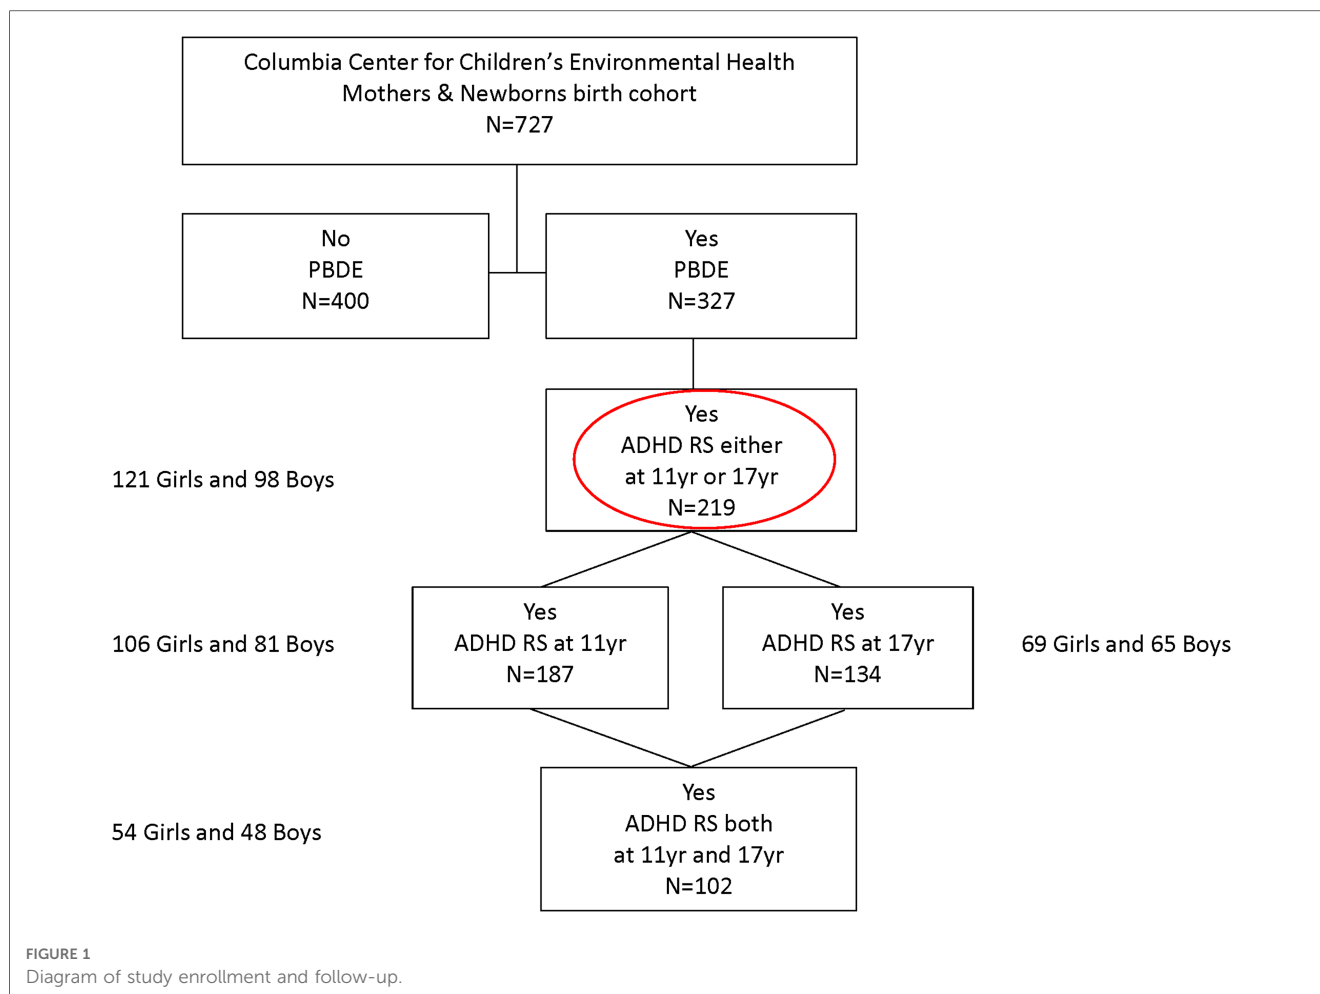 Columbia Center for Children’s Environmental Health
Mothers & Newborns birth cohort
N=727
No
PBDE
N=400
Yes
PBDE
N=327
Yes
ADHD RS either
at 11yr or 17yr
N=219
121 Girls and 98 Boys
106 Girls and 81 Boys
Yes
ADHD RS at 11yr
N=187
Yes
ADHD RS at 17yr
N=134
69 Girls and 65 Boys
54 Girls and 48 Boys
Yes
ADHD RS both
at 11yr and 17yr
N=102
FIGURE 1
Diagram of study enrollment and follow-up.